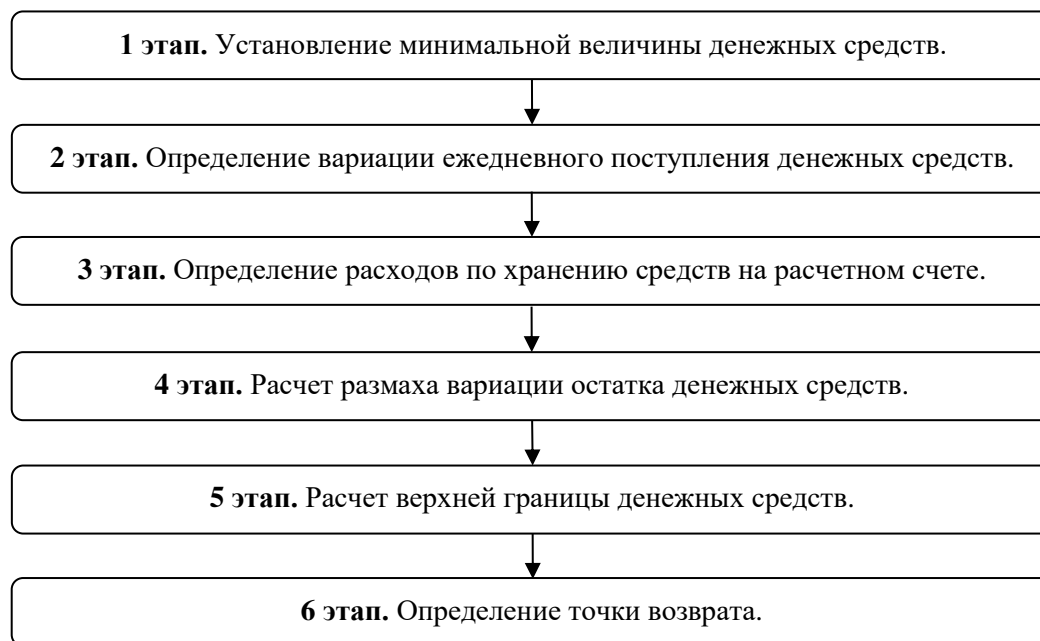 1 этап. Установление минимальной величины денежных средств.
2 этап. Определение вариации ежедневного поступления денежных средств.
3 этап. Определение расходов по хранению средств на расчетном счете.
4 этап. Расчет размаха вариации остатка денежных средств.
5 этап. Расчет верхней границы денежных средств.
6 этап. Определение точки возврата.